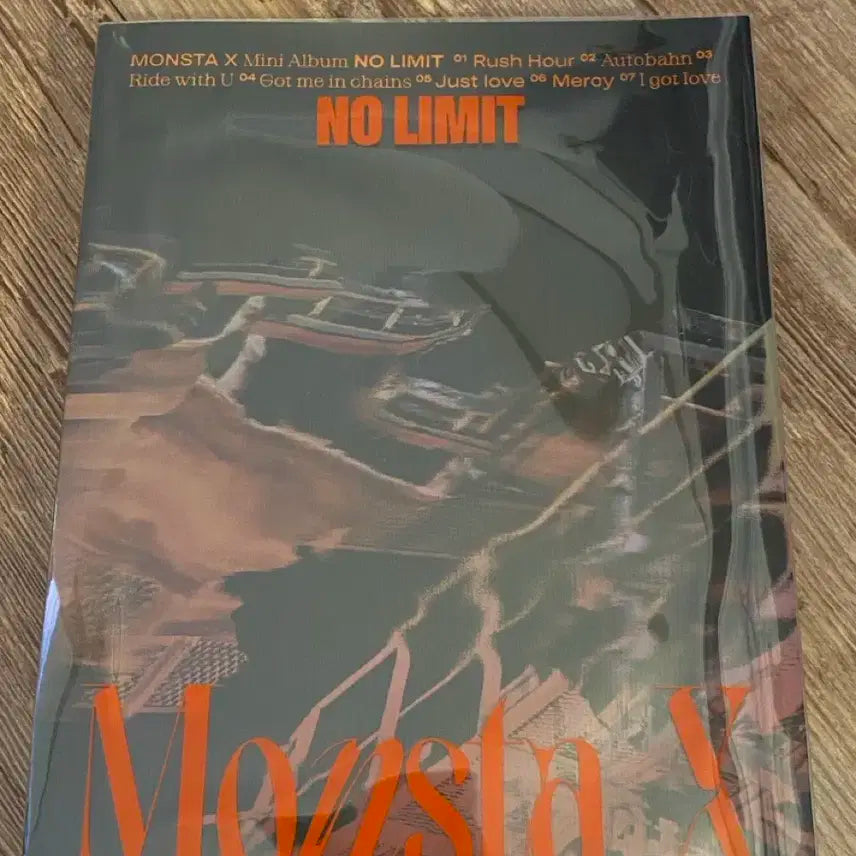 MONSTA X Mini Album NO LIMIT 01 Rush Hour 02 Autobahn 03
Ride with U 04 Got me in chains 05 Just love 06 Mercy 07 I got love
NO LIMIT
Monsta X